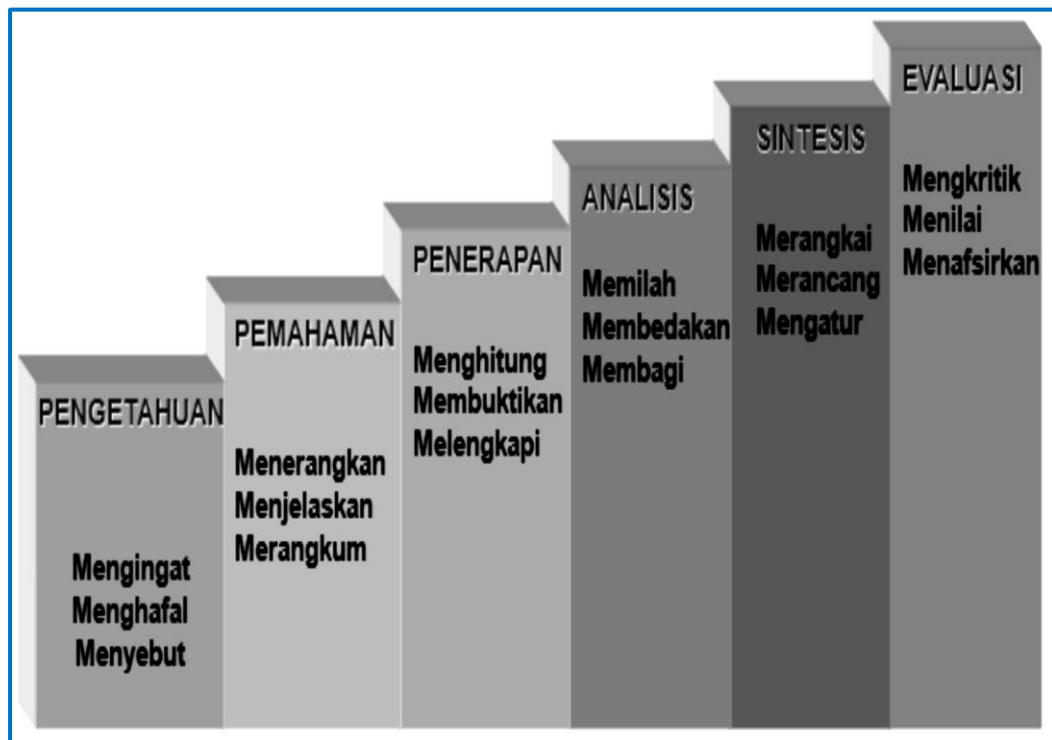 PENGETAHUAN
Mengingat
Menghafal
Menyebut
PEMAHAMAN
Menerangkan
Menjelaskan
Merangkum
PENERAPAN
Menghitung
Membuktikan
Melengkapi
ANALISIS
Memilah
Membedakan
Membagi
SINTESIS
Merangkai
Merancang
Mengatur
EVALUASI
Mengkritik
Menilai
Menafsirkan